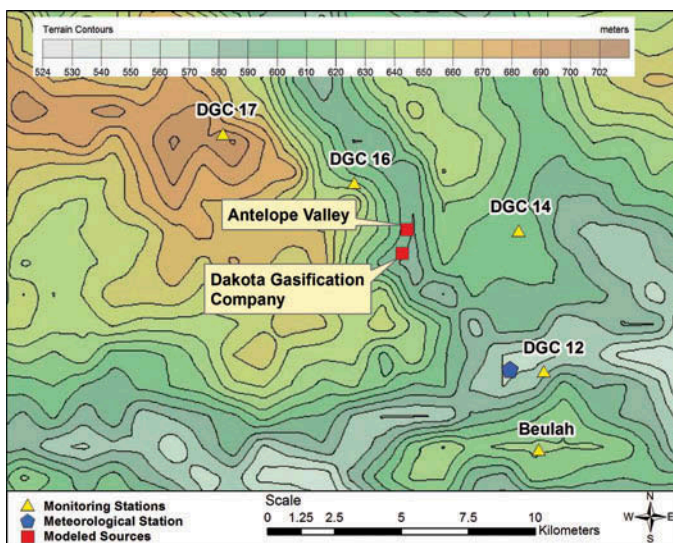 Terrain Contours meters
524 530 540 550 560 570 580 590 600 610 620 630 640 650 660 670 680 690 700 702
DGC 17
DGC 16
DGC 14
Antelope Valley
Dakota Gasification
Company
DGC 12
Beulah
Monitoring Stations
Meteorological Station
Modeled Sources
Scale
0 1.25 2.5 5 7.5 10
Kilometers
N
W E
S